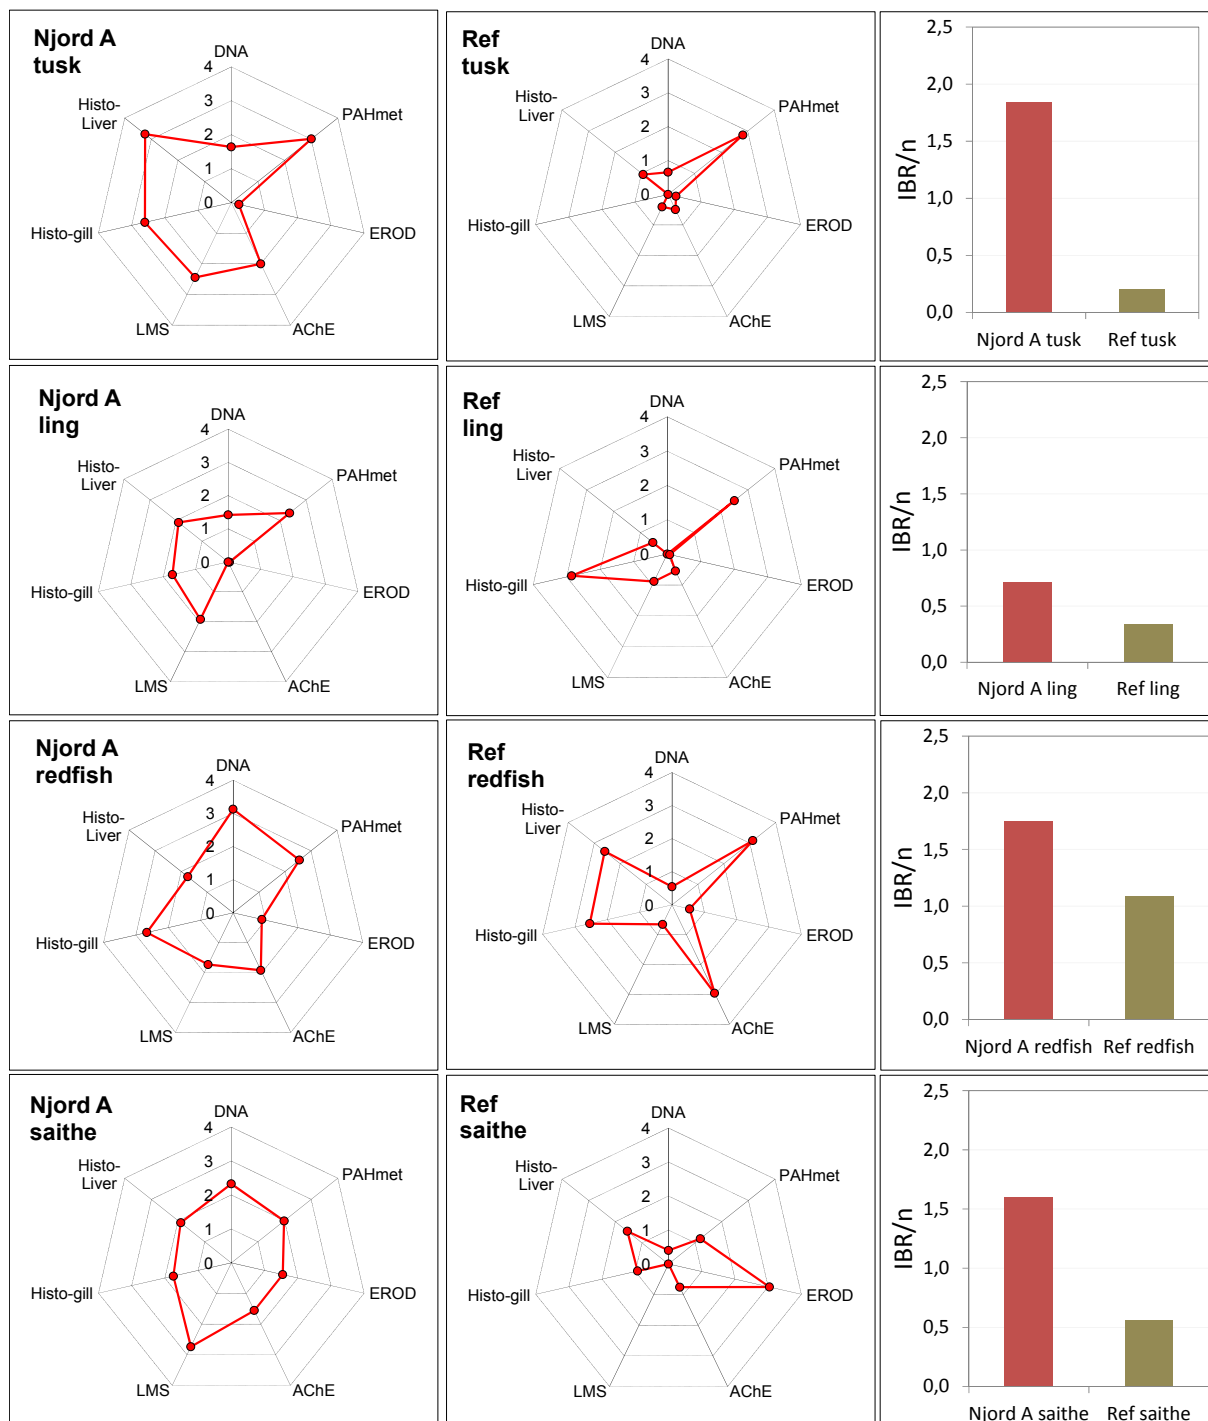 Njord A
tusk
DNA
4
3
2
1
0
PAHmet
EROD
AChE
LMS
Histo-gill
Histo-
Liver
Ref
tusk
DNA
4
3
2
1
0
PAHmet
EROD
AChE
LMS
Histo-gill
Histo-
Liver
IBR/n
2,5
2,0
1,5
1,0
0,5
0,0
Njord A tusk Ref tusk
Njord A
ling
DNA
4
3
2
1
0
PAHmet
EROD
AChE
LMS
Histo-gill
Histo-
Liver
Ref
ling
DNA
4
3
2
1
0
PAHmet
EROD
AChE
LMS
Histo-gill
Histo-
Liver
IBR/n
2,5
2,0
1,5
1,0
0,5
0,0
Njord A ling Ref ling
Njord A
redfish
DNA
4
3
2
1
0
PAHmet
EROD
AChE
LMS
Histo-gill
Histo-
Liver
Ref
redfish
DNA
4
3
2
1
0
PAHmet
EROD
AChE
LMS
Histo-gill
Histo-
Liver
IBR/n
2,5
2,0
1,5
1,0
0,5
0,0
Njord A redfish Ref redfish
Njord A
saithe
DNA
4
3
2
1
0
PAHmet
EROD
AChE
LMS
Histo-gill
Histo-
Liver
Ref
saithe
DNA
4
3
2
1
0
PAHmet
EROD
AChE
LMS
Histo-gill
Histo-
Liver
IBR/n
2,5
2,0
1,5
1,0
0,5
0,0
Njord A saithe Ref saithe